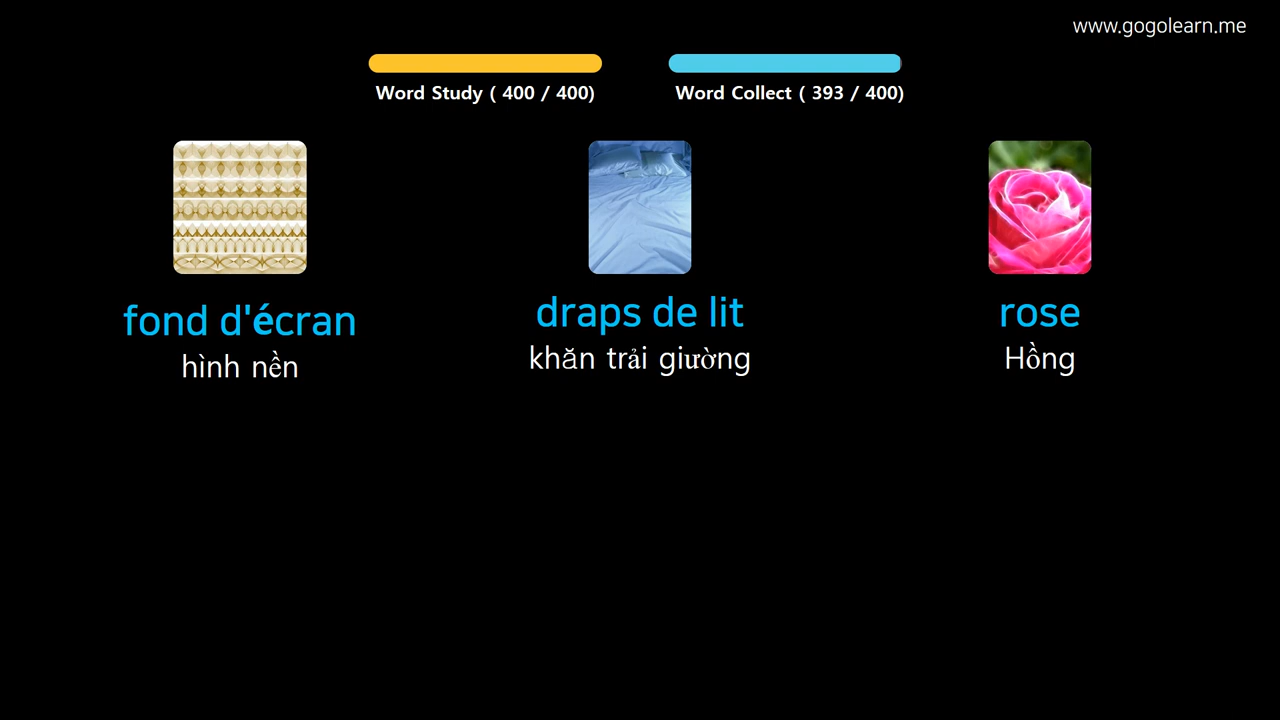 www.gogolearn.me
Word Study ( 400 / 400)
Word Collect ( 393 / 400)
fond d'écran
hình nền
draps de lit
khăn trải giường
rose
Hồng